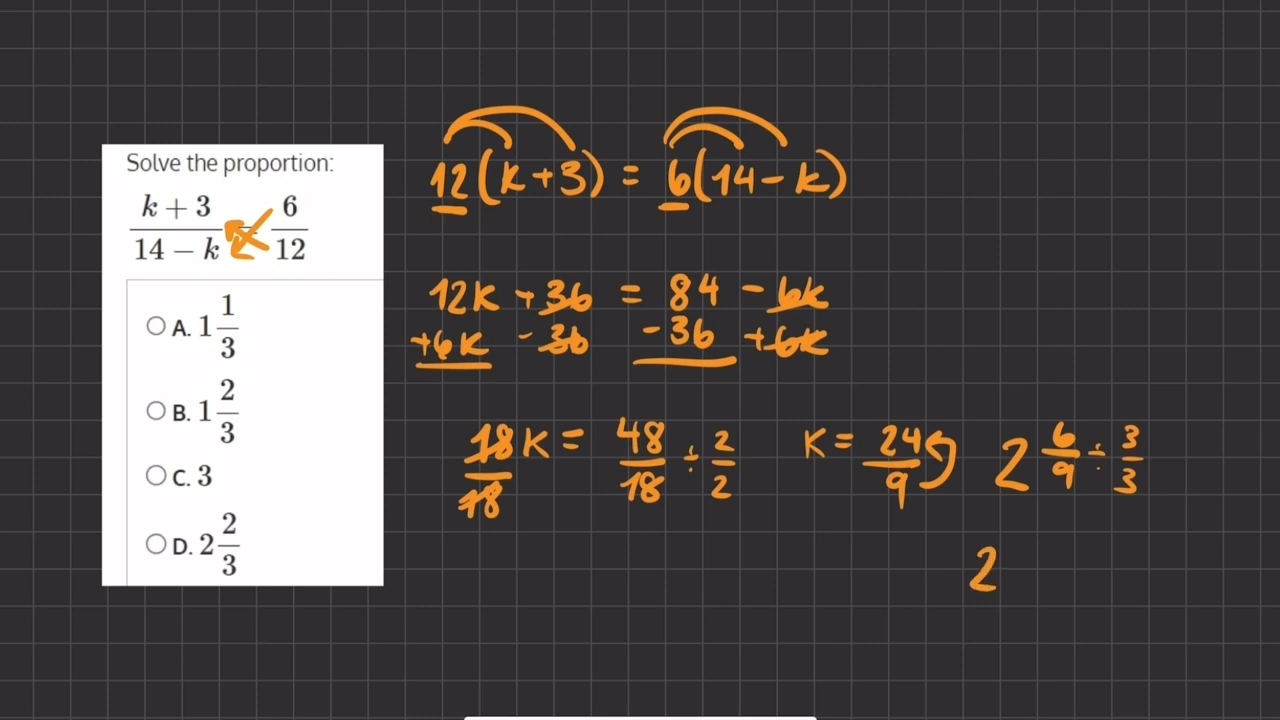 Solve the proportion:
k + 3 / 14 − k = 6 / 12
A. 1 1/3
B. 1 2/3
C. 3
D. 2 2/3
12(k+3) = 6(14-k)
12k +36 = 84 -6k
+6k -36 -36 +6k
18k/18 = 48/18 ÷ 2/2 k = 24/9 2 6/9 ÷ 3/3
2